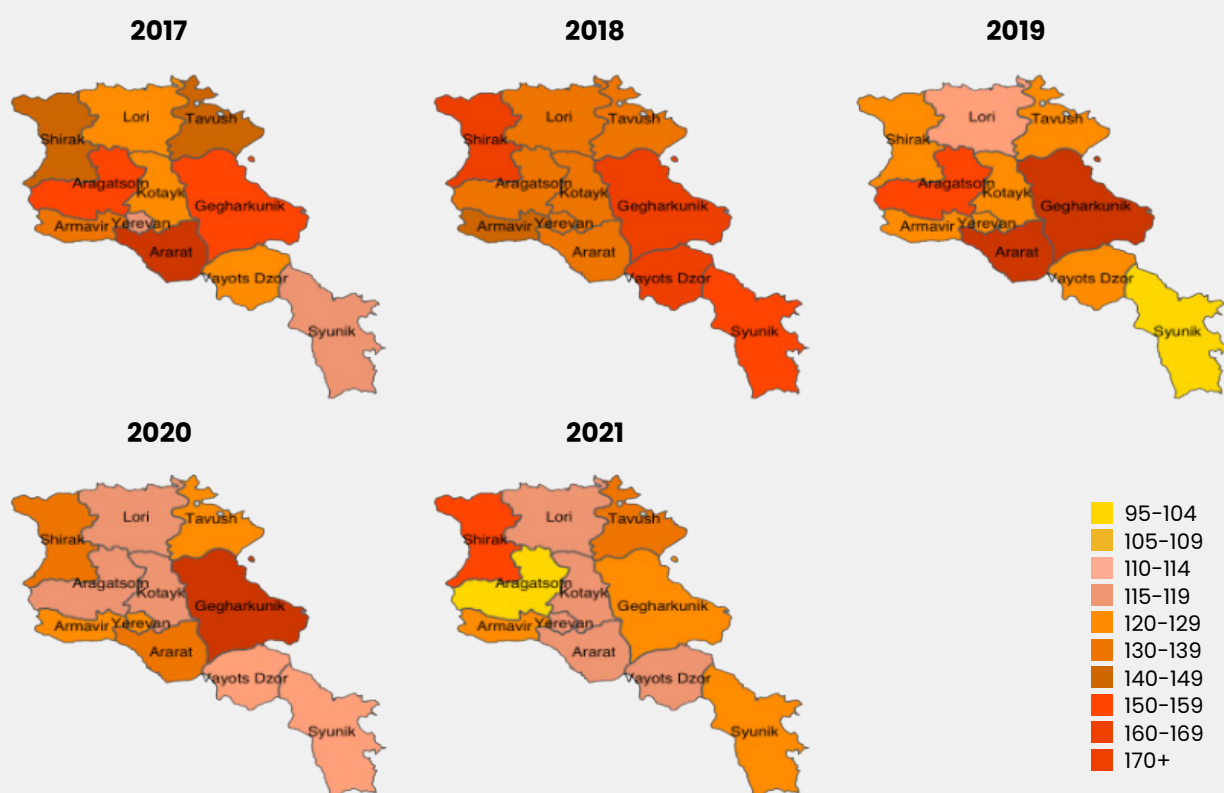 2017
Lori
Tavush
Shirak
Aragatsotn
Kotayk
Gegharkunik
Armavir
Yerevan
Ararat
Vayots Dzor
Syunik
2018
Lori
Tavush
Shirak
Aragatsotn
Kotayk
Gegharkunik
Armavir
Yerevan
Ararat
Vayots Dzor
Syunik
2019
Lori
Tavush
Shirak
Aragatsotn
Kotayk
Gegharkunik
Armavir
Yerevan
Ararat
Vayots Dzor
Syunik
2020
Lori
Tavush
Shirak
Aragatsotn
Kotayk
Gegharkunik
Armavir
Yerevan
Ararat
Vayots Dzor
Syunik
2021
Lori
Tavush
Shirak
Aragatsotn
Kotayk
Gegharkunik
Armavir
Yerevan
Ararat
Vayots Dzor
Syunik
95-104
105-109
110-114
115-119
120-129
130-139
140-149
150-159
160-169
170+